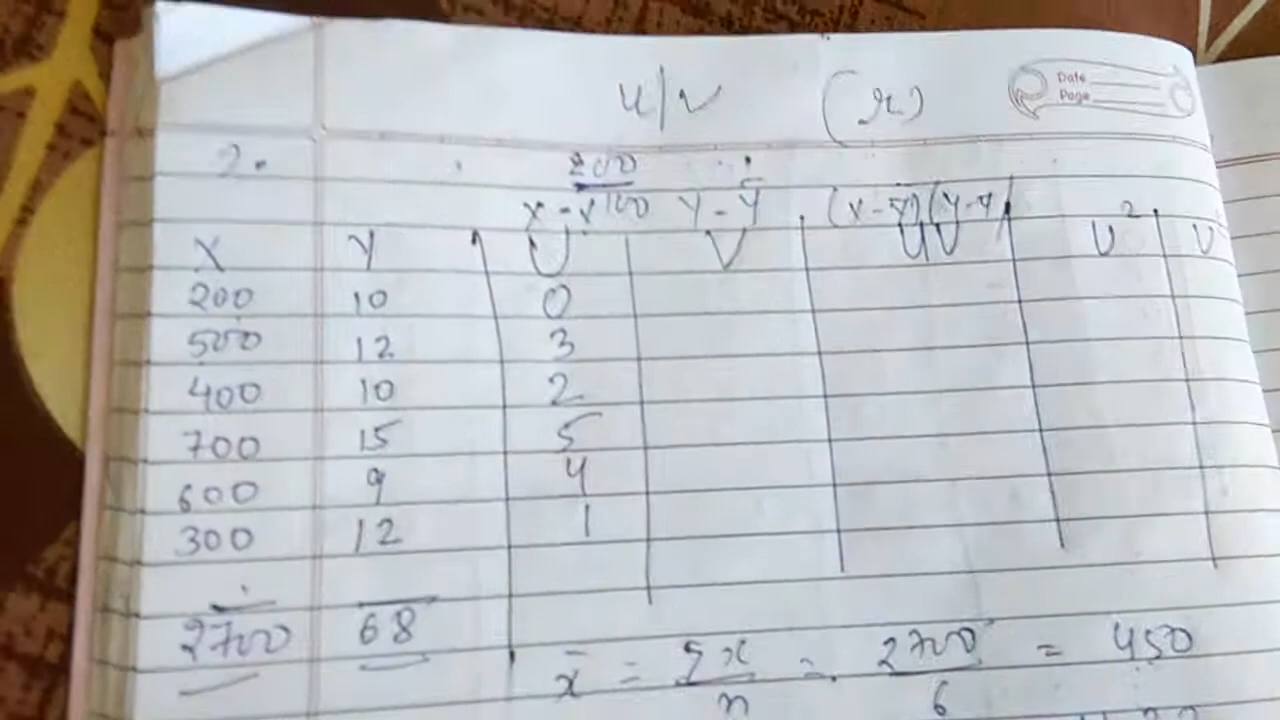 u/v (r)
Date
Page
2.
200
x - x 100 y - y (x-x)(y-y)
X Y U V UV U² V
200 10 0
500 12 3
400 10 2
700 15 5
600 9 4
300 12 1
2700 68
x̄ = Σx/n = 2700/6 = 450